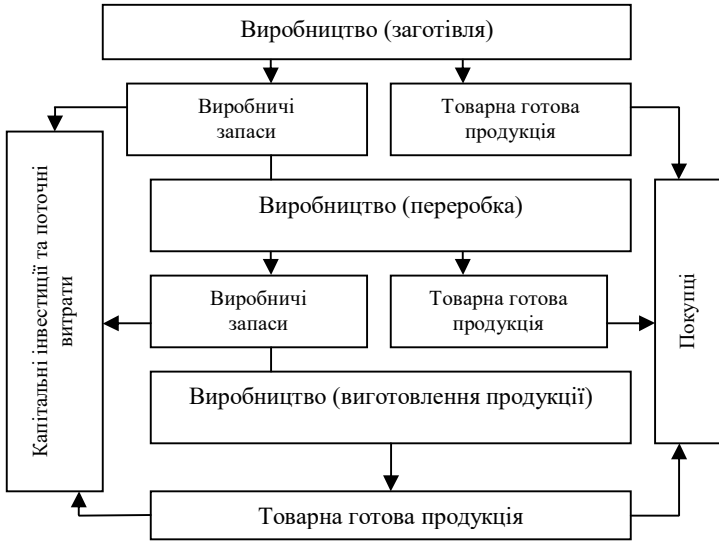 Виробництво (заготівля)
Виробничі
запаси
Товарна готова
продукція
Капітальні інвестиції та поточні
витрати
Виробництво (переробка)
Виробничі
запаси
Товарна готова
продукція
Покупці
Виробництво (виготовлення продукції)
Товарна готова продукція